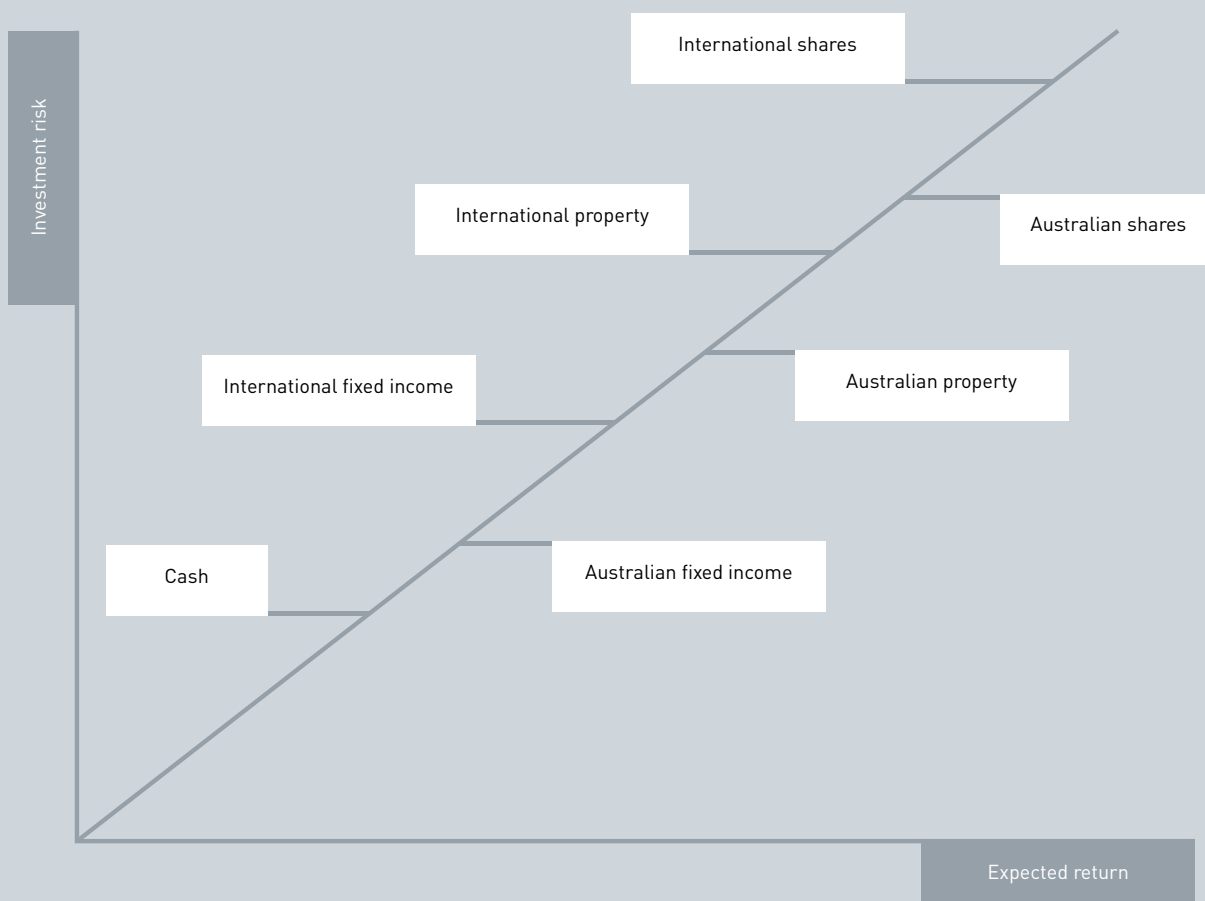 International shares
Investment risk
International property
Australian shares
International fixed income
Australian property
Cash
Australian fixed income
Expected return